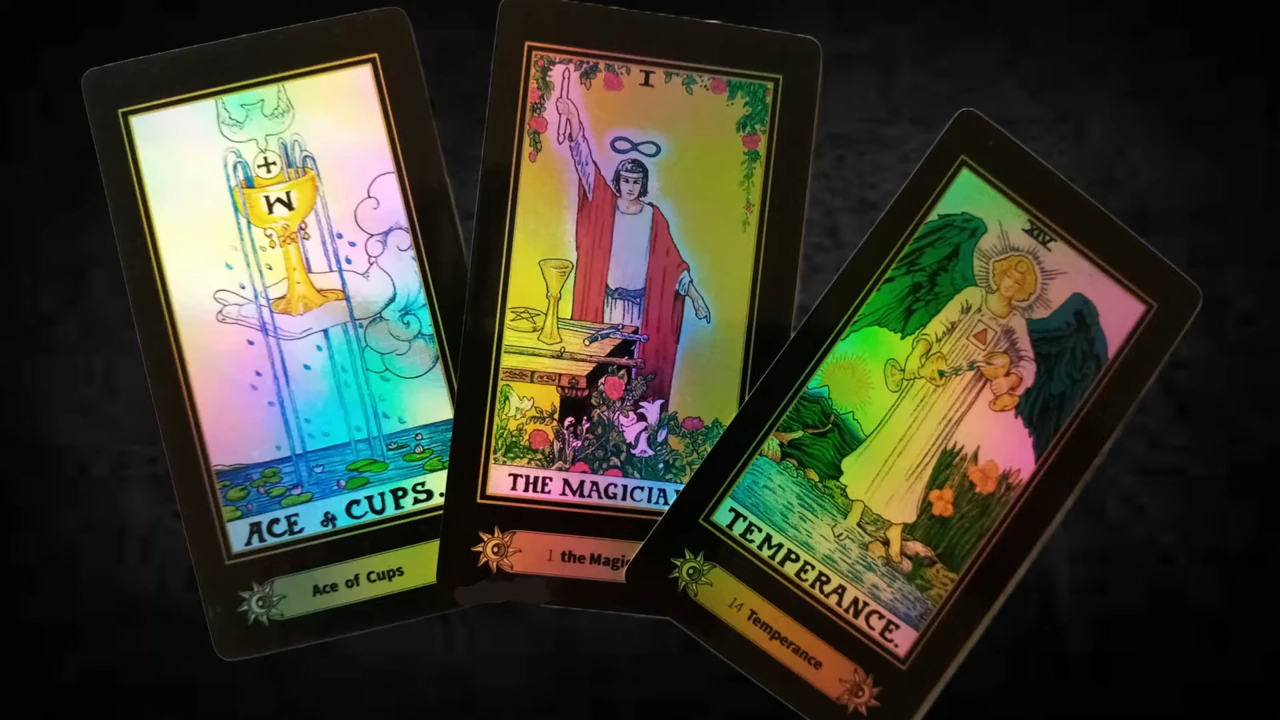 W
ACE of CUPS.
Ace of Cups
I
THE MAGICIA
1 the Magic
XIV
TEMPERANCE.
14 Temperance